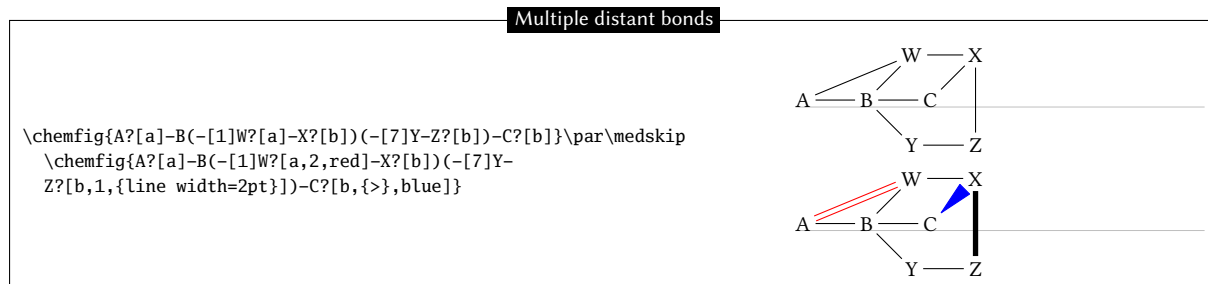 Multiple distant bonds
\chemfig{A?[a]-B(-[1]W?[a]-X?[b])(-[7]Y-Z?[b])-C?[b]}\par\medskip
\chemfig{A?[a]-B(-[1]W?[a,2,red]-X?[b])(-[7]Y-
Z?[b,1,{line width=2pt}])-C?[b,{>},blue]}
W X
A B C
Y Z
W X
A B C
Y Z